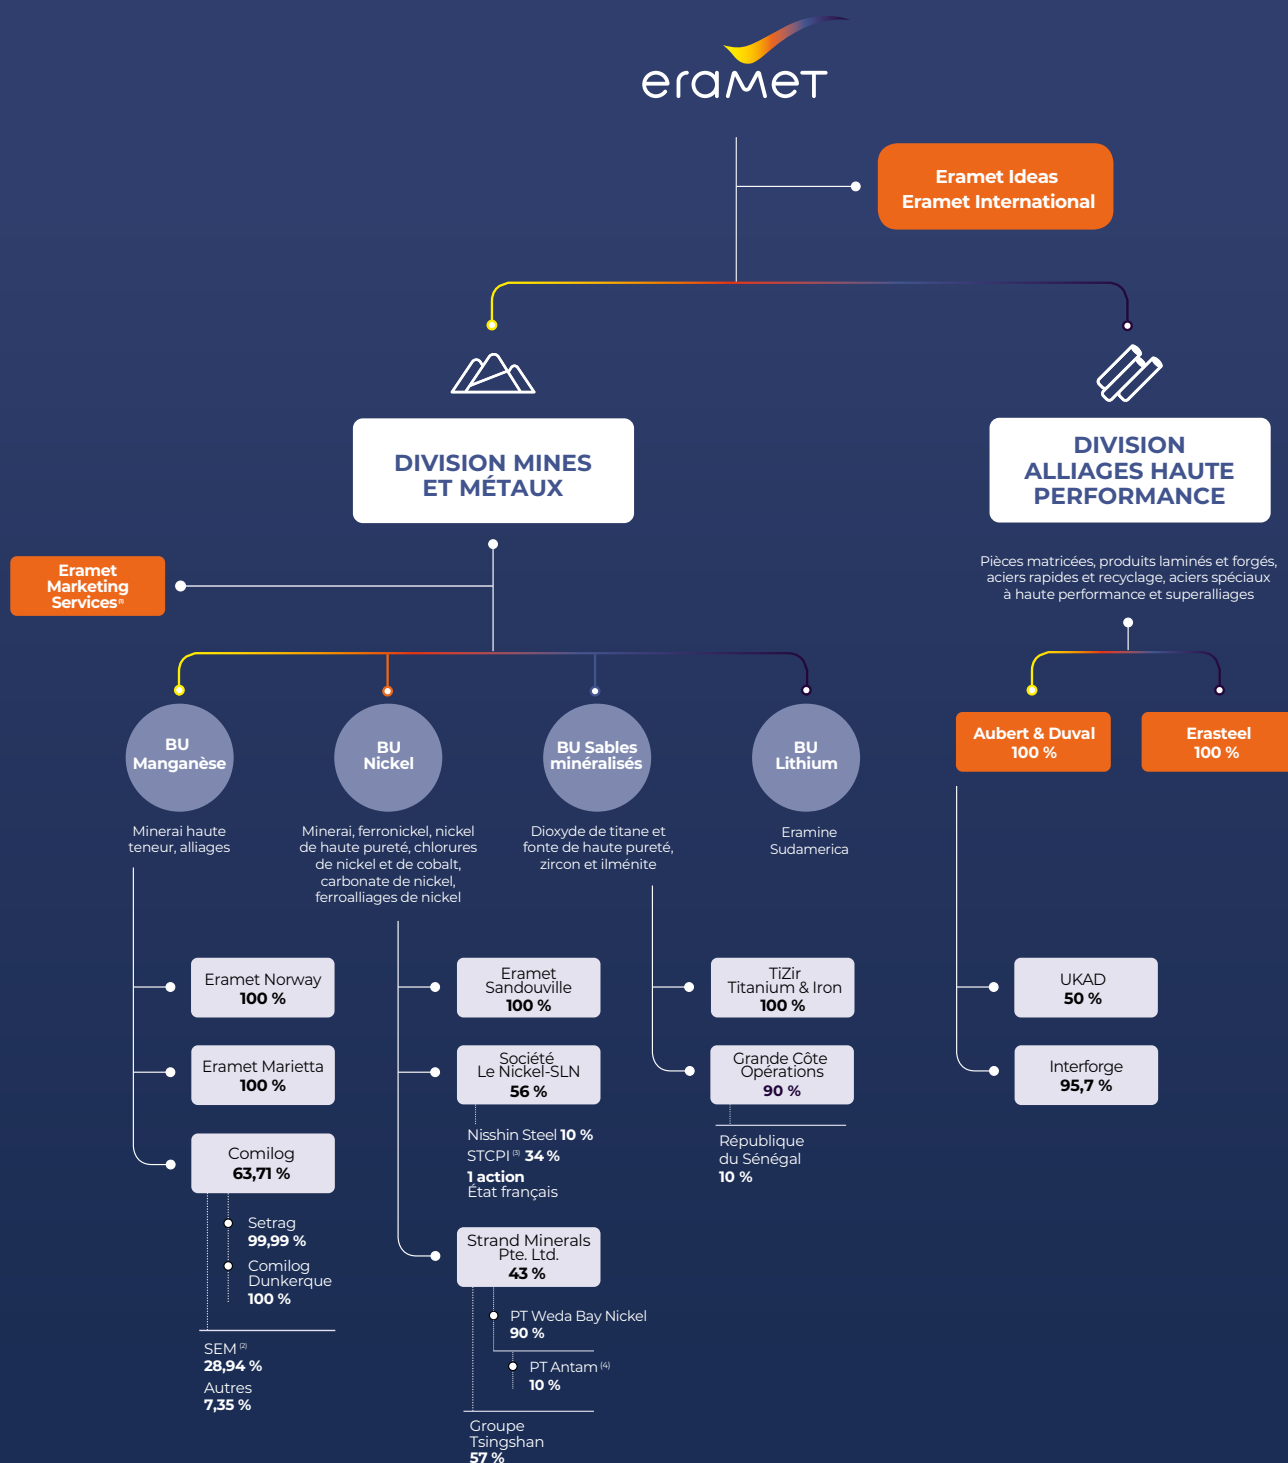 eramet
Eramet Ideas
Eramet International
DIVISION MINES
ET MÉTAUX
DIVISION
ALLIAGES HAUTE
PERFORMANCE
Pièces matricées, produits laminés et forgés,
aciers rapides et recyclage, aciers spéciaux
à haute performance et superalliages
Eramet
Marketing
Services (1)
BU
Manganèse
Minerai haute
teneur, alliages
BU
Nickel
Minerai, ferronickel, nickel
de haute pureté, chlorures
de nickel et de cobalt,
carbonate de nickel,
ferroalliages de nickel
BU Sables
minéralisés
Dioxyde de titane et
fonte de haute pureté,
zircon et ilménite
BU
Lithium
Eramine
Sudamerica
Aubert & Duval
100 %
Erasteel
100 %
Eramet Norway
100 %
Eramet Marietta
100 %
Comilog
63,71 %
Setrag
99,99 %
Comilog
Dunkerque
100 %
SEM (2)
28,94 %
Autres
7,35 %
Eramet
Sandouville
100 %
Société
Le Nickel-SLN
56 %
Nisshin Steel 10 %
STCPI (3) 34 %
1 action
État français
Strand Minerals
Pte. Ltd.
43 %
PT Weda Bay Nickel
90 %
PT Antam (4)
10 %
Groupe
Tsingshan
57 %
TiZir
Titanium & Iron
100 %
Grande Côte
Opérations
90 %
République
du Sénégal
10 %
UKAD
50 %
Interforge
95,7 %